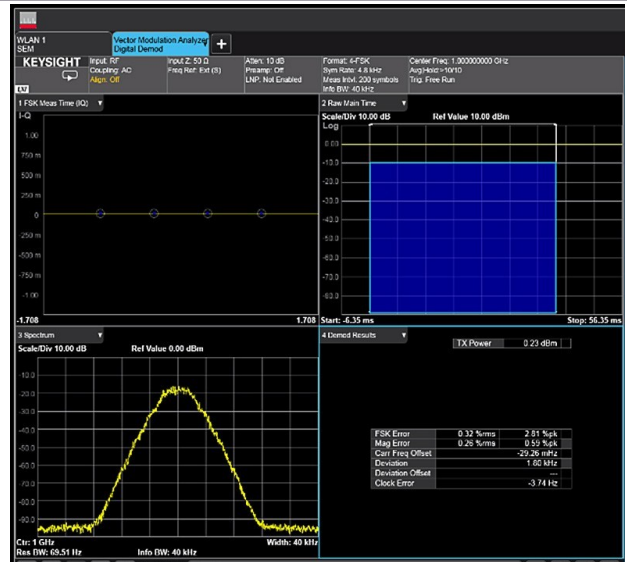 WLAN 1
SEM
Vector Modulation Analyzer
Digital Demod
+
KEYSIGHT
Input: RF
Coupling: AC
Align: Off
Input Z: 50 Ω
Freq Ref: Ext (S)
Atten: 10 dB
Preamp: Off
LNP: Not Enabled
Format: 4-FSK
Sym Rate: 4.8 kHz
Meas Intvl: 200 symbols
Info BW: 40 kHz
Center Freq: 1.000000000 GHz
Avg|Hold:>10/10
Trig: Free Run
LXI
1 FSK Meas Time (IQ)
I-Q
1.00
750 m
500 m
250 m
0
-250 m
-500 m
-750 m
-1.00
-1.708
1.708
2 Raw Main Time
Scale/Div 10.00 dB
Ref Value 10.00 dBm
Log
0.00
-10.0
-20.0
-30.0
-40.0
-50.0
-60.0
-70.0
-80.0
Start: -6.35 ms
Stop: 56.35 ms
3 Spectrum
Scale/Div 10.00 dB
Ref Value 0.00 dBm
-10.0
-20.0
-30.0
-40.0
-50.0
-60.0
-70.0
-80.0
-90.0
Ctr: 1 GHz
Width: 40 kHz
Res BW: 69.51 Hz
Info BW: 40 kHz
4 Demod Results
TX Power 0.23 dBm
FSK Error 0.32 %rms 2.81 %pk
Mag Error 0.26 %rms 0.59 %pk
Carr Freq Offset -29.26 mHz
Deviation 1.80 kHz
Deviation Offset ---
Clock Error -3.74 Hz